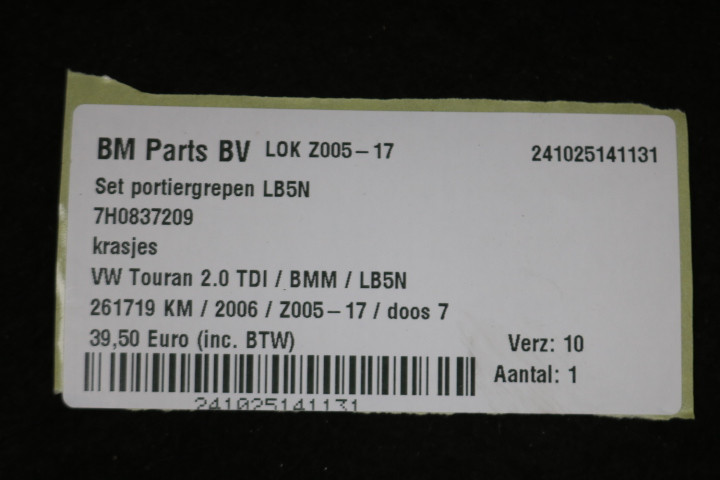 BM Parts BV LOK Z005-17 241025141131
Set portiergrepen LB5N
7H0837209
krasjes
VW Touran 2.0 TDI / BMM / LB5N
261719 KM / 2006 / Z005-17 / doos 7
39,50 Euro (inc. BTW) Verz: 10
Aantal: 1
241025141131